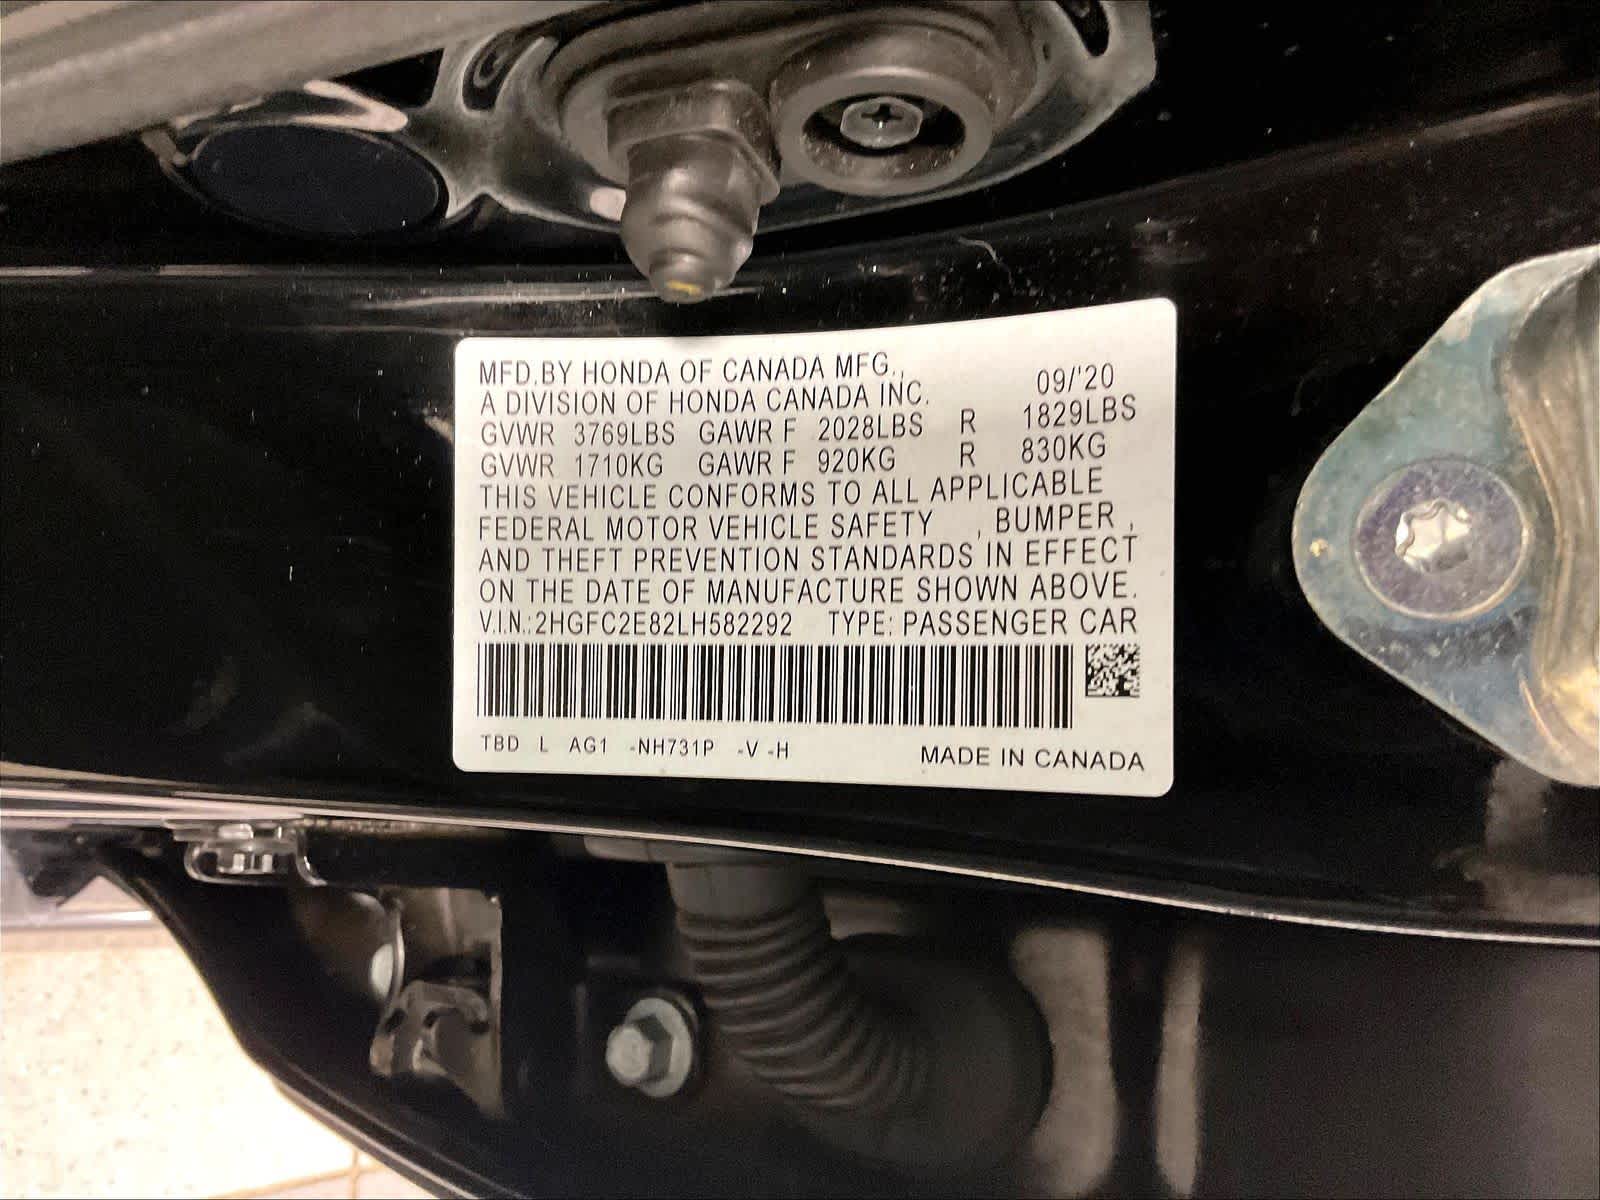 MFD.BY HONDA OF CANADA MFG.,
A DIVISION OF HONDA CANADA INC. 09/'20
GVWR 3769LBS GAWR F 2028LBS R 1829LBS
GVWR 1710KG GAWR F 920KG R 830KG
THIS VEHICLE CONFORMS TO ALL APPLICABLE
FEDERAL MOTOR VEHICLE SAFETY , BUMPER ,
AND THEFT PREVENTION STANDARDS IN EFFECT
ON THE DATE OF MANUFACTURE SHOWN ABOVE.
V.I.N.:2HGFC2E82LH582292 TYPE: PASSENGER CAR
TBD L AG1 -NH731P -V -H MADE IN CANADA